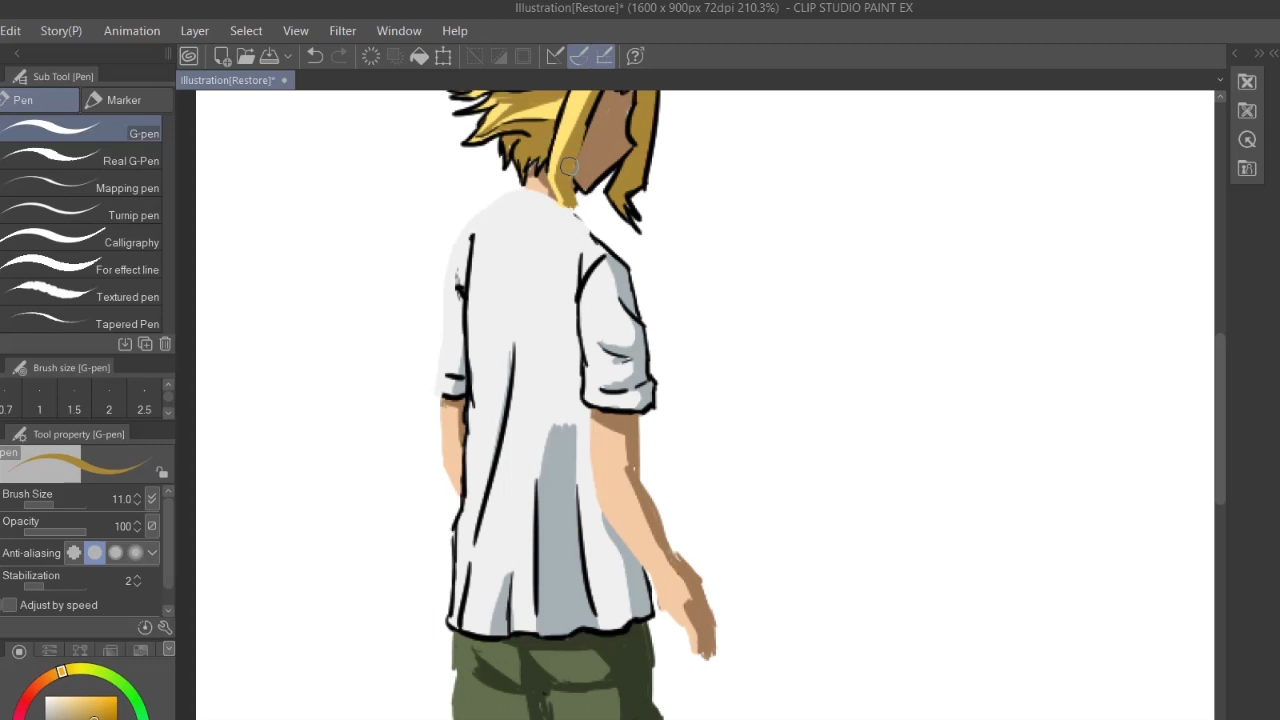 Illustration[Restore]* (1600 x 900px 72dpi 210.3%) - CLIP STUDIO PAINT EX
Edit Story(P) Animation Layer Select View Filter Window Help
Sub Tool [Pen]
Illustration[Restore]*
Pen Marker
G-pen
Real G-Pen
Mapping pen
Turnip pen
Calligraphy
For effect line
Textured pen
Tapered Pen
Brush size [G-pen]
0.7 1 1.5 2 2.5
Tool property [G-pen]
pen
Brush Size 11.0
Opacity 100
Anti-aliasing
Stabilization 2
Adjust by speed